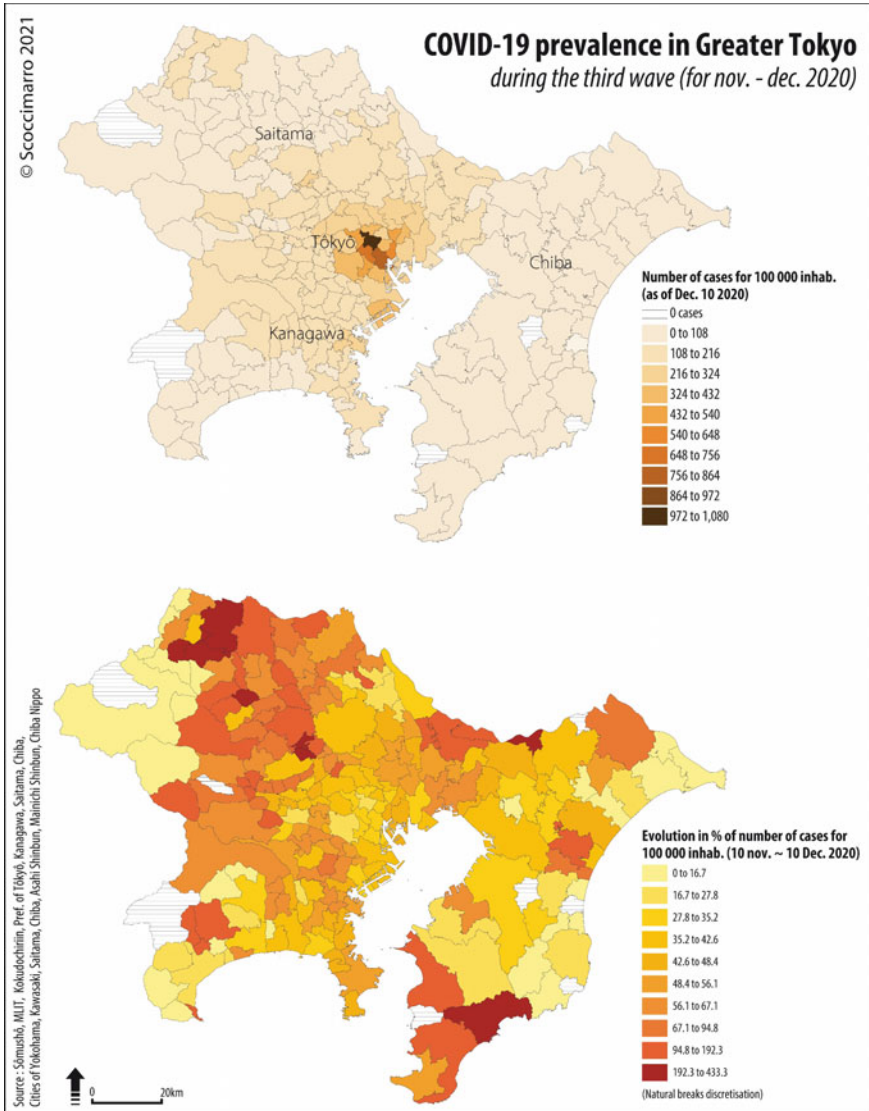 © Scoccimarro 2021
COVID-19 prevalence in Greater Tokyo
during the third wave (for nov. - dec. 2020)
Saitama
Tôkyô
Chiba
Kanagawa
Number of cases for 100 000 inhab.
(as of Dec. 10 2020)
0 cases
0 to 108
108 to 216
216 to 324
324 to 432
432 to 540
540 to 648
648 to 756
756 to 864
864 to 972
972 to 1,080
Source : Sômushô, MLIT, Kokudochiriin, Pref. of Tôkyô, Kanagawa, Saitama, Chiba,
Cities of Yokohama, Kawasaki, Saitama, Chiba, Asahi Shinbun, Mainichi Shinbun, Chiba Nippo
Evolution in % of number of cases for
100 000 inhab. (10 nov. ~ 10 Dec. 2020)
0 to 16.7
16.7 to 27.8
27.8 to 35.2
35.2 to 42.6
42.6 to 48.4
48.4 to 56.1
56.1 to 67.1
67.1 to 94.8
94.8 to 192.3
192.3 to 433.3
(Natural breaks discretisation)
0 20km